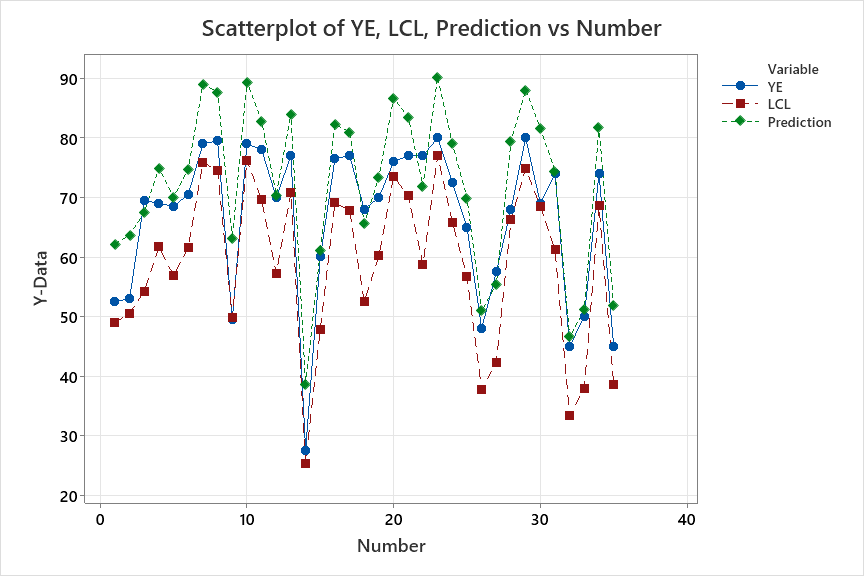 Scatterplot of YE, LCL, Prediction vs Number
Variable
YE
LCL
Prediction
Y-Data
90
80
70
60
50
40
30
20
0 10 20 30 40
Number